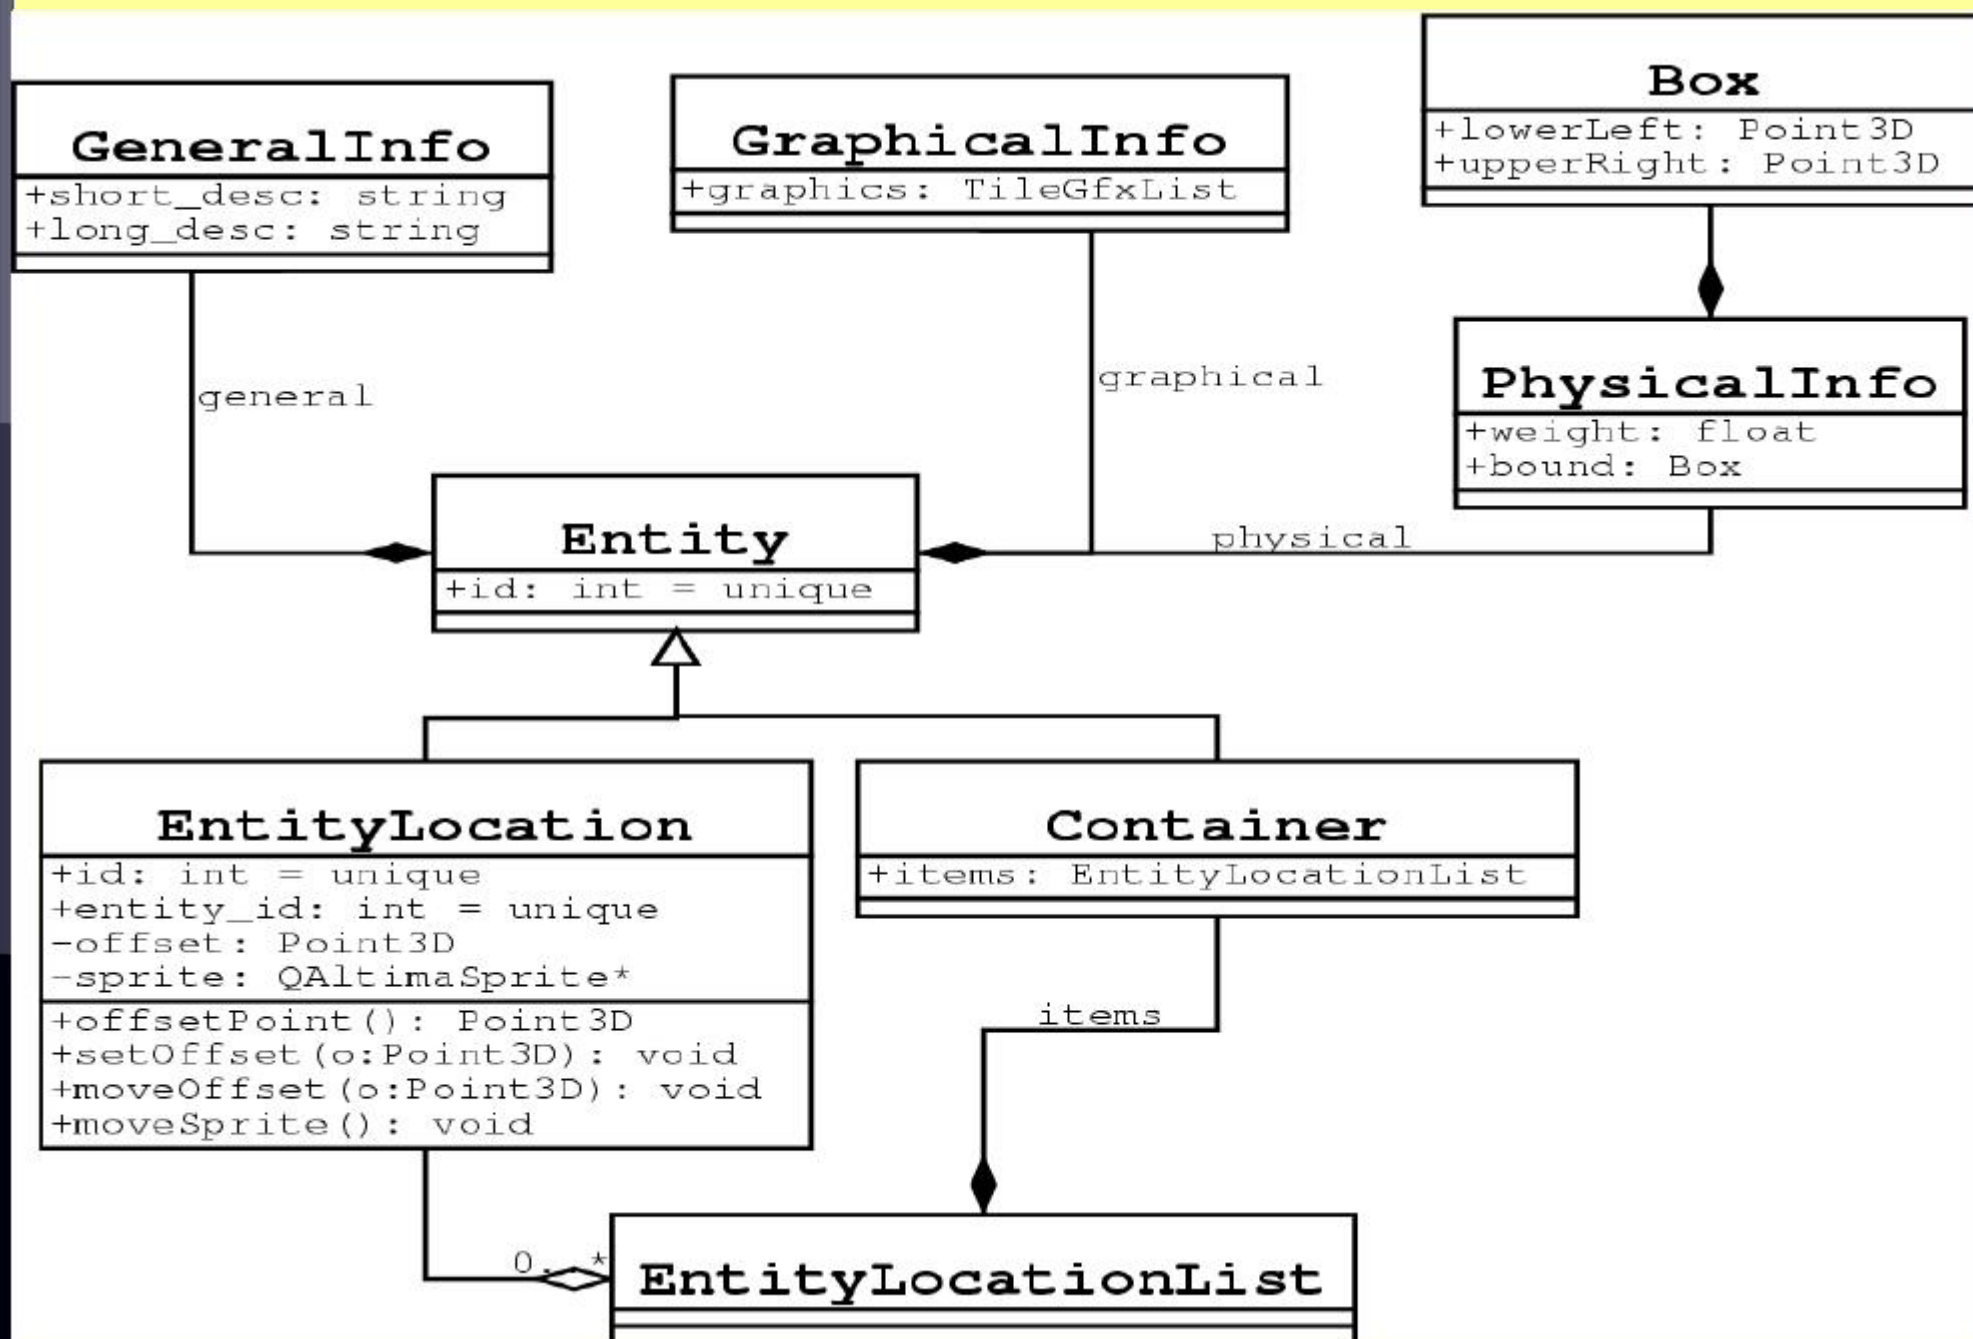 GeneralInfo
+short_desc: string
+long_desc: string
GraphicalInfo
+graphics: TileGfxList
Box
+lowerLeft: Point3D
+upperRight: Point3D
general
graphical
PhysicalInfo
+weight: float
+bound: Box
physical
Entity
+id: int = unique
EntityLocation
+id: int = unique
+entity_id: int = unique
-offset: Point3D
-sprite: QAltimaSprite*
+offsetPoint(): Point3D
+setOffset(o:Point3D): void
+moveOffset(o:Point3D): void
+moveSprite(): void
Container
+items: EntityLocationList
items
0..*
EntityLocationList